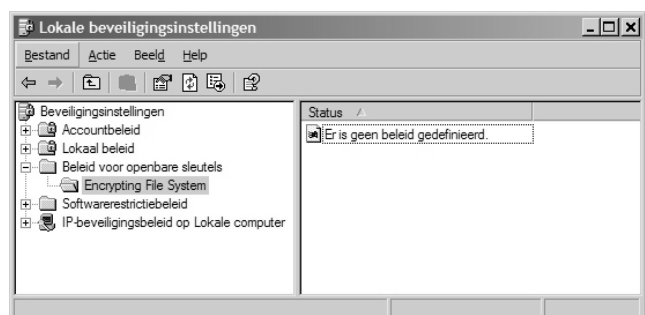 Lokale beveiligingsinstellingen
Bestand Actie Beeld Help
Beveiligingsinstellingen
Accountbeleid
Lokaal beleid
Beleid voor openbare sleutels
Encrypting File System
Softwarerestrictiebeleid
IP-beveiligingsbeleid op Lokale computer
Status
Er is geen beleid gedefinieerd.